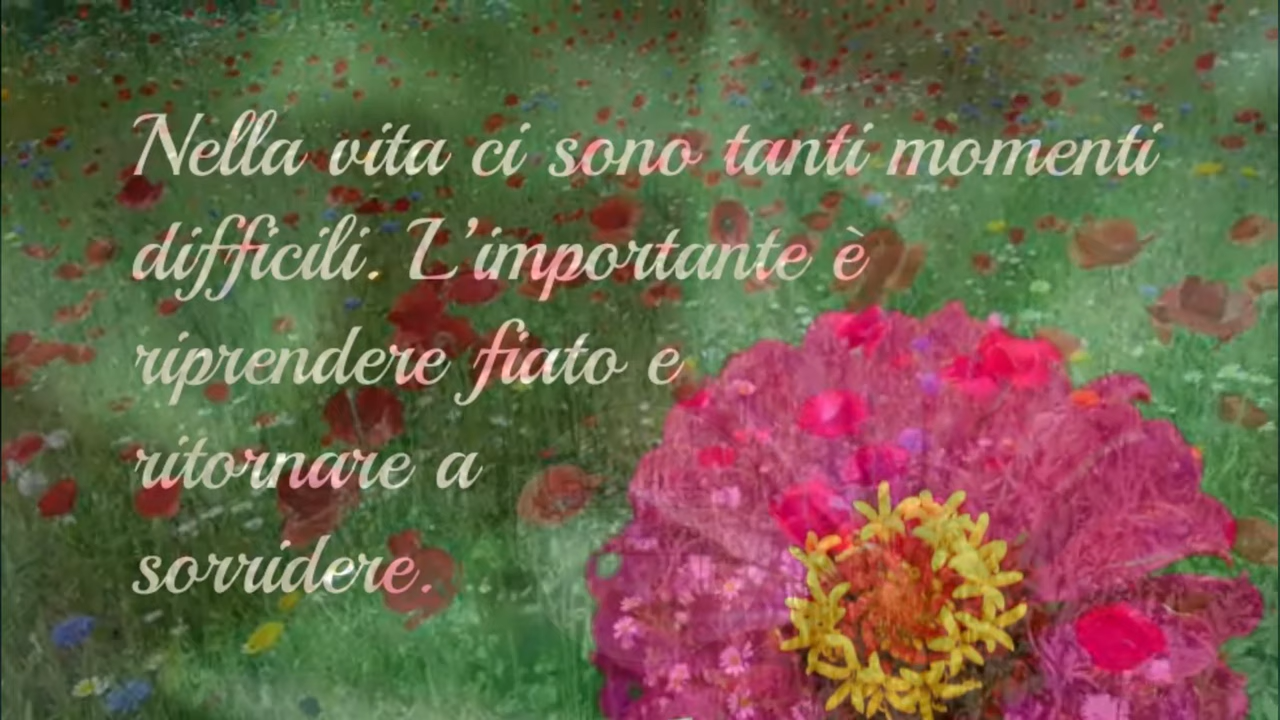 Nella vita ci sono tanti momenti
difficili. L'importante è
riprendere fiato e
ritornare a
sorridere.